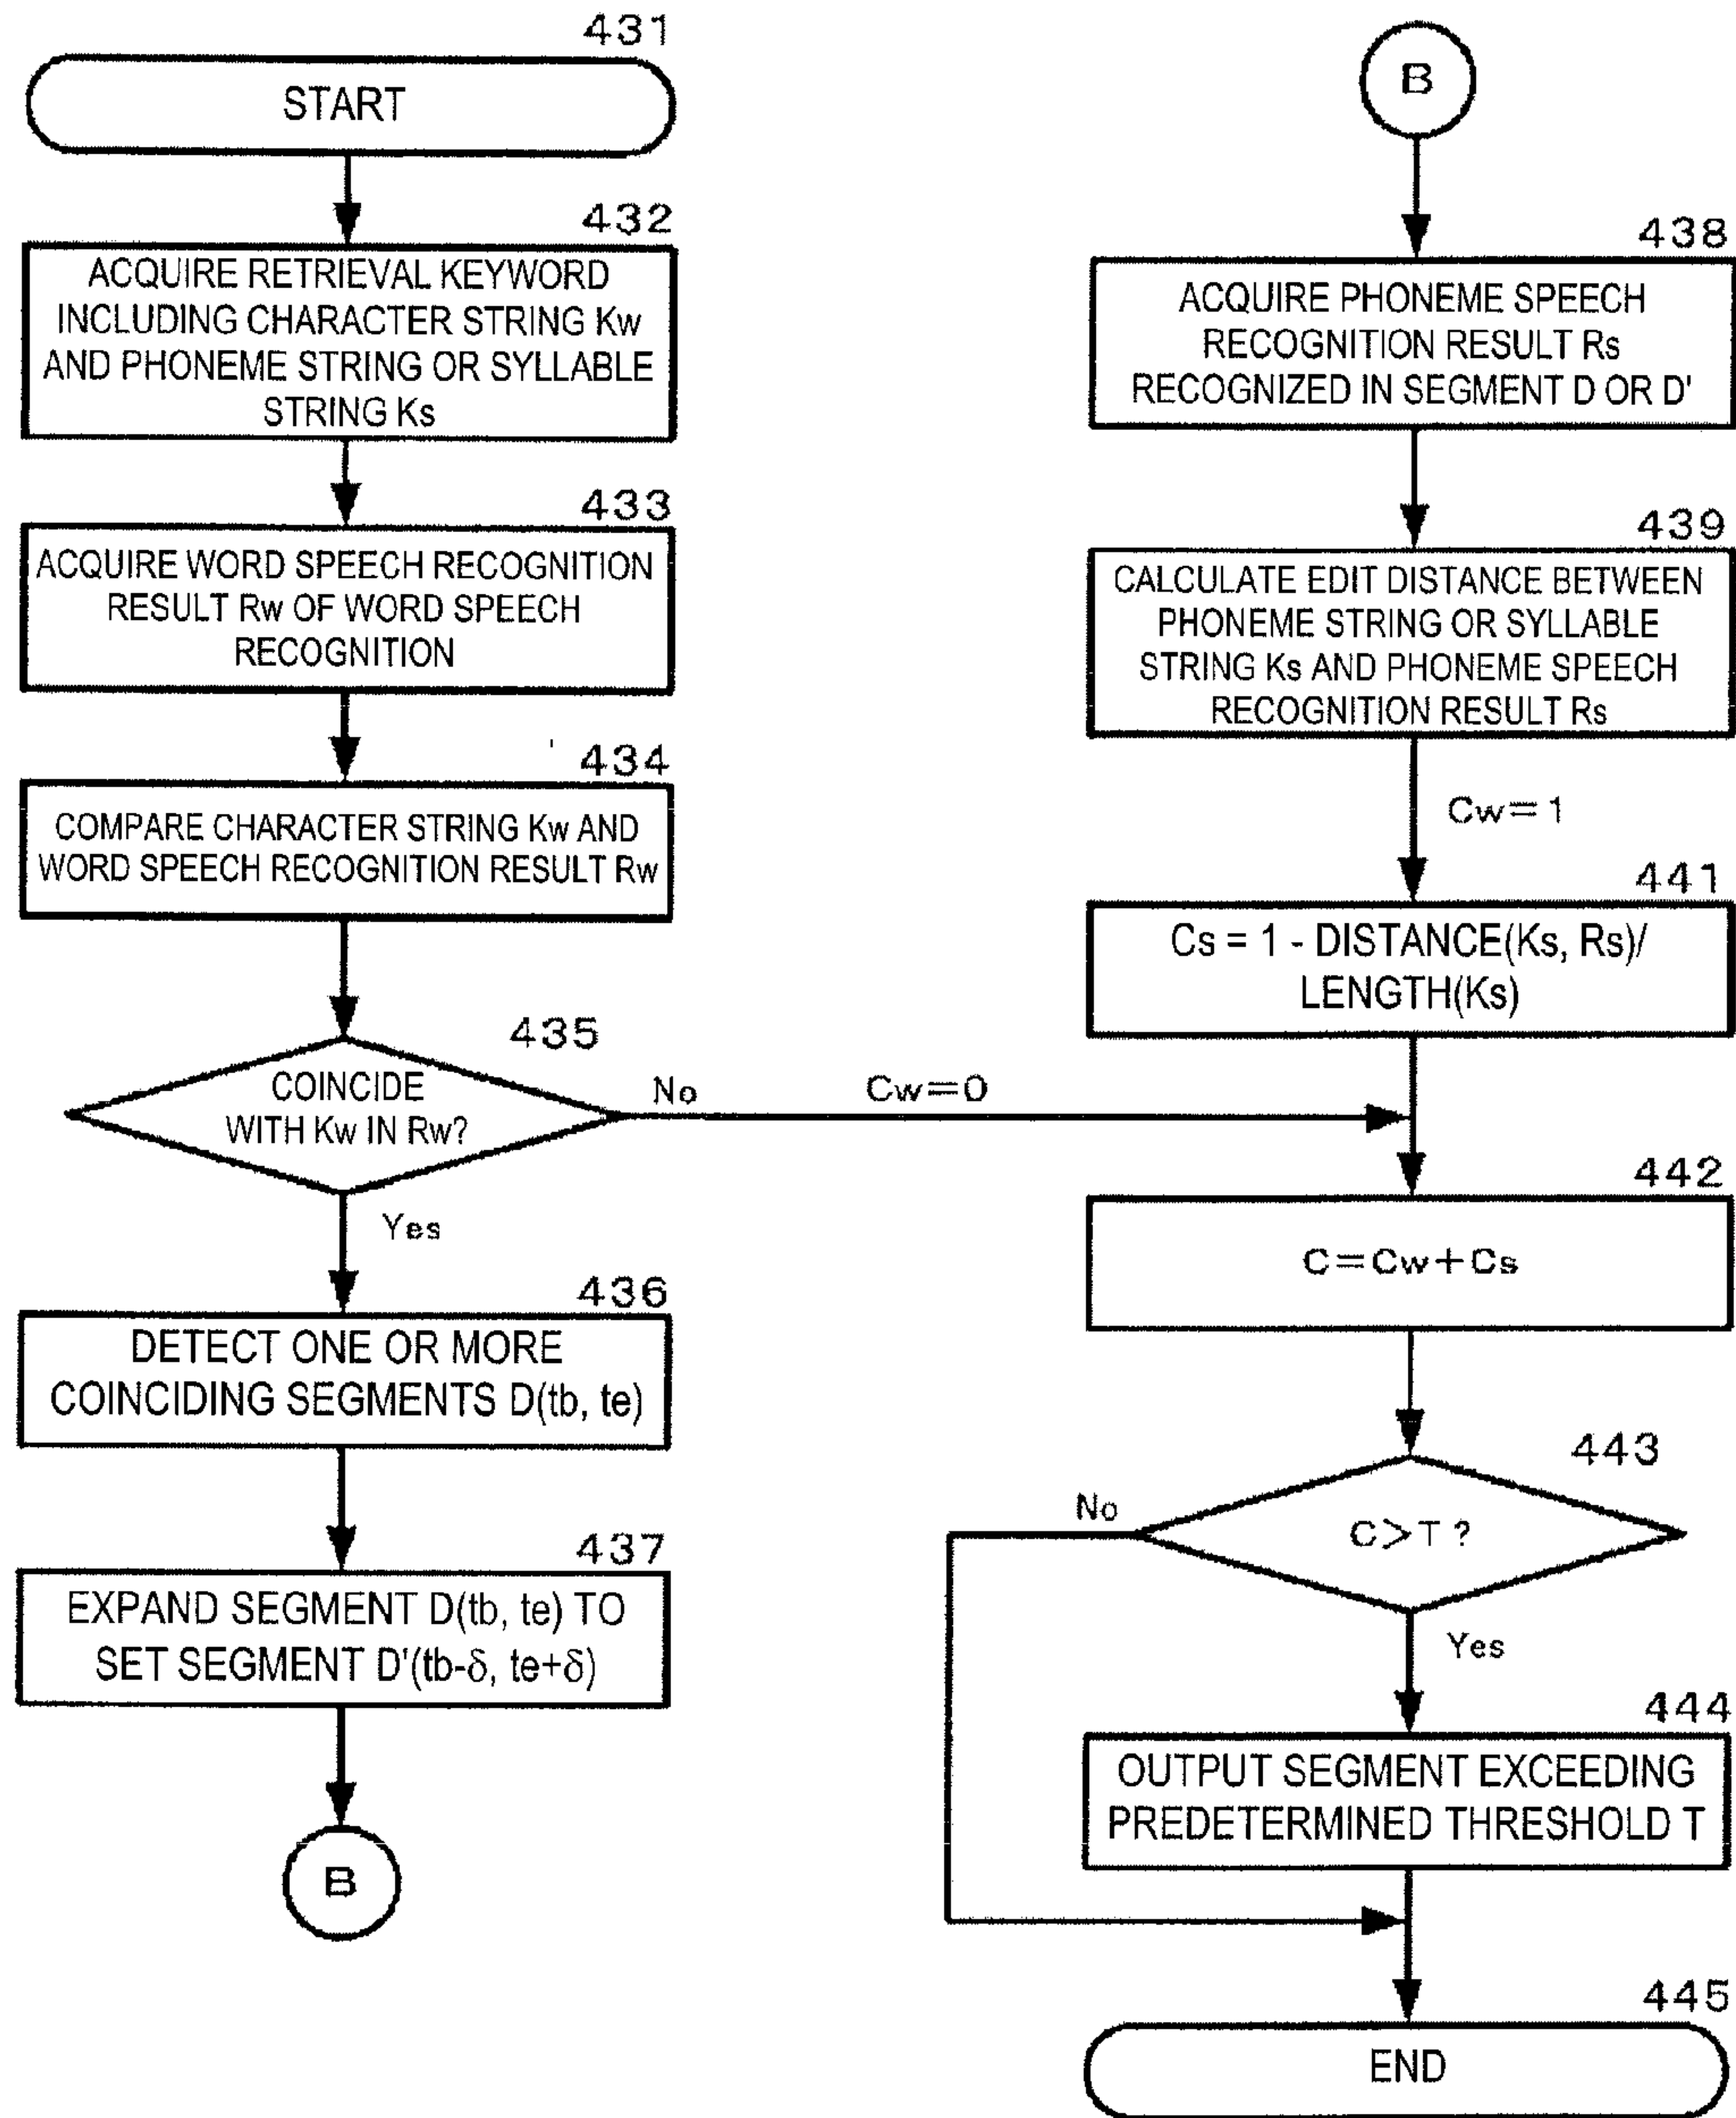 431
START
432
ACQUIRE RETRIEVAL KEYWORD
INCLUDING CHARACTER STRING Kw
AND PHONEME STRING OR SYLLABLE
STRING Ks
433
ACQUIRE WORD SPEECH RECOGNITION
RESULT Rw OF WORD SPEECH
RECOGNITION
434
COMPARE CHARACTER STRING Kw AND
WORD SPEECH RECOGNITION RESULT Rw
435
COINCIDE
WITH Kw IN Rw?
No
Cw=0
Yes
436
DETECT ONE OR MORE
COINCIDING SEGMENTS D(tb, te)
437
EXPAND SEGMENT D(tb, te) TO
SET SEGMENT D'(tb-δ, te+δ)
B
B
438
ACQUIRE PHONEME SPEECH
RECOGNITION RESULT Rs
RECOGNIZED IN SEGMENT D OR D'
439
CALCULATE EDIT DISTANCE BETWEEN
PHONEME STRING OR SYLLABLE
STRING Ks AND PHONEME SPEECH
RECOGNITION RESULT Rs
Cw=1
441
Cs = 1 - DISTANCE(Ks, Rs)/
LENGTH(Ks)
442
C=Cw+Cs
443
C>T?
No
Yes
444
OUTPUT SEGMENT EXCEEDING
PREDETERMINED THRESHOLD T
445
END